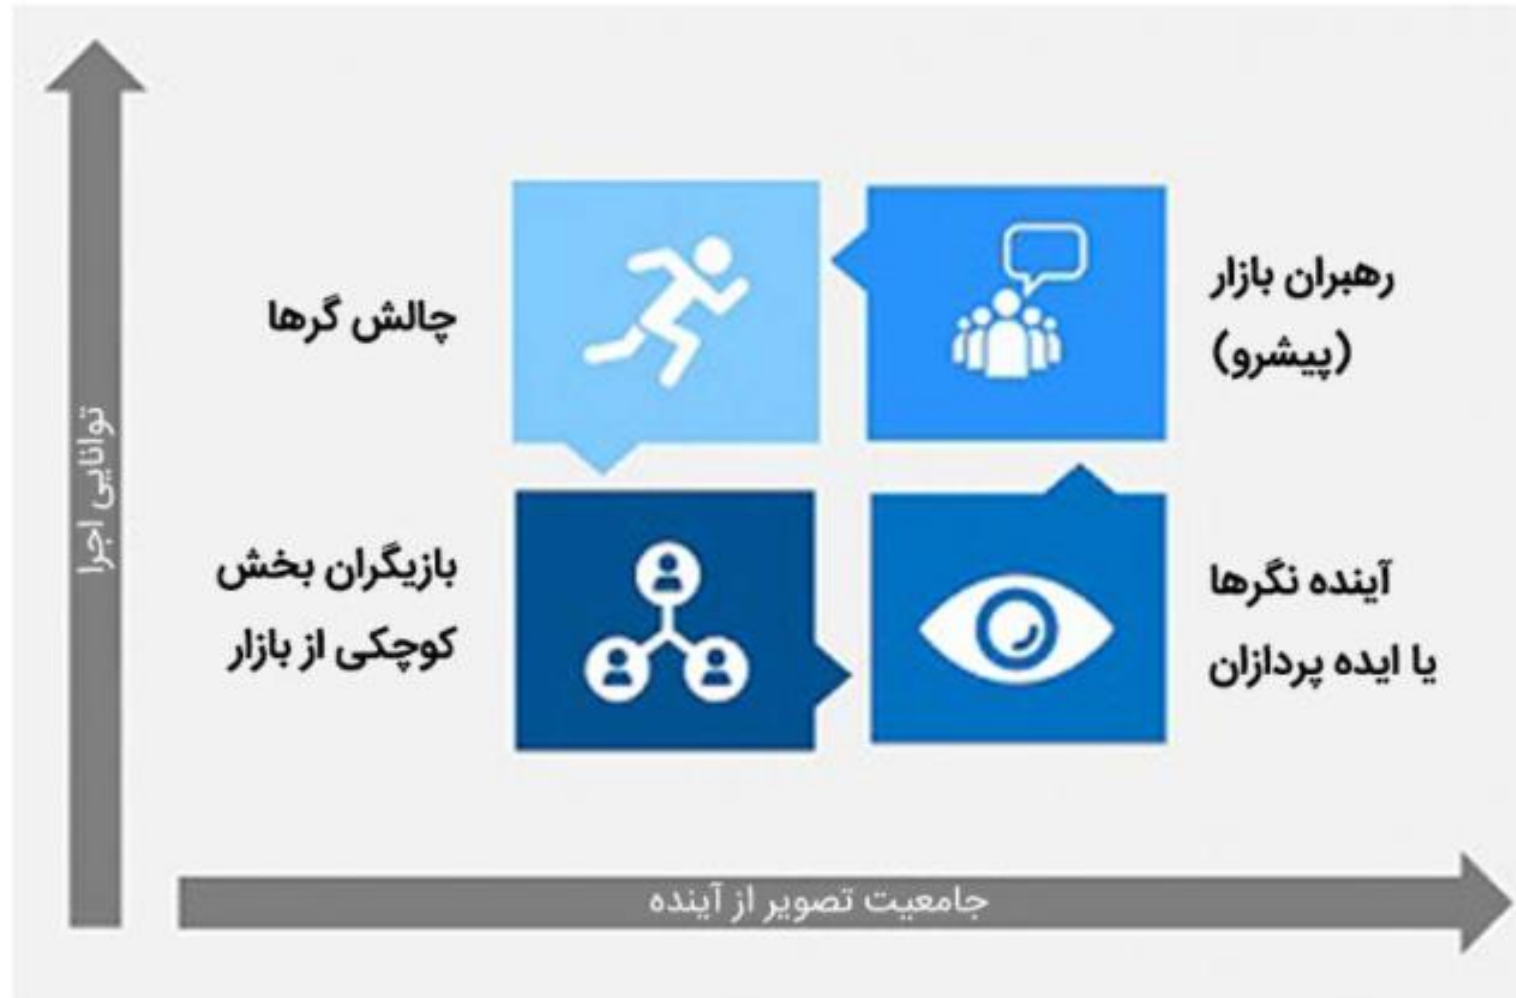 رهبران بازار
(پیشرو)
چالش گرها
آینده نگرها
یا ایده پردازان
بازیگران بخش
کوچکی از بازار
توانایی اجرا
جامعیت تصویر از آینده